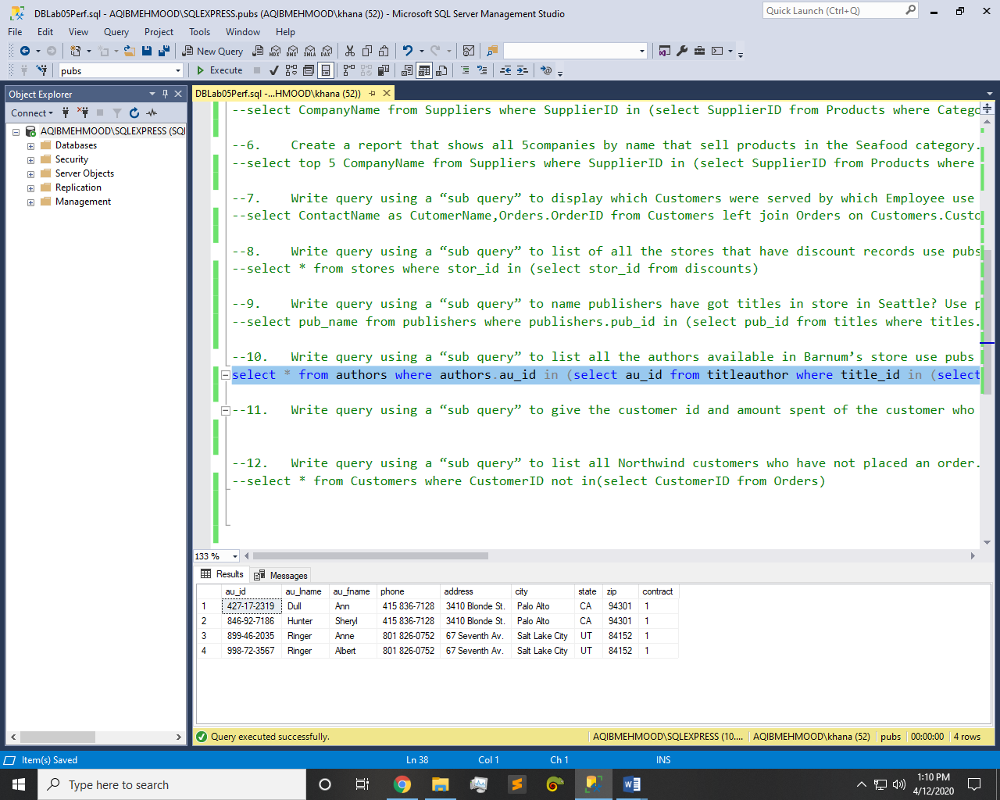 DBLab05Perf.sql - AQIBMEHMOOD\SQLEXPRESS.pubs (AQIBMEHMOOD\khana (52)) - Microsoft SQL Server Management Studio
Quick Launch (Ctrl+Q)
File Edit View Query Project Tools Window Help
New Query MDX DMX XMLA DAX
pubs Execute
Object Explorer
DBLab05Perf.sql -...HMOOD\khana (52))
Connect
AQIBMEHMOOD\SQLEXPRESS (SQ
Databases
Security
Server Objects
Replication
Management
--select CompanyName from Suppliers where SupplierID in (select SupplierID from Products where Catego
--6. Create a report that shows all 5companies by name that sell products in the Seafood category.
--select top 5 CompanyName from Suppliers where SupplierID in (select SupplierID from Products where
--7. Write query using a “sub query” to display which Customers were served by which Employee use
--select ContactName as CutomerName,Orders.OrderID from Customers left join Orders on Customers.Custo
--8. Write query using a “sub query” to list of all the stores that have discount records use pubs
--select * from stores where stor_id in (select stor_id from discounts)
--9. Write query using a “sub query” to name publishers have got titles in store in Seattle? Use p
--select pub_name from publishers where publishers.pub_id in (select pub_id from titles where titles.
--10. Write query using a “sub query” to list all the authors available in Barnum’s store use pubs
select * from authors where authors.au_id in (select au_id from titleauthor where title_id in (select
--11. Write query using a “sub query” to give the customer id and amount spent of the customer who
--12. Write query using a “sub query” to list all Northwind customers who have not placed an order.
--select * from Customers where CustomerID not in(select CustomerID from Orders)
133 %
Results Messages
au_id au_lname au_fname phone address city state zip contract
1 427-17-2319 Dull Ann 415 836-7128 3410 Blonde St. Palo Alto CA 94301 1
2 846-92-7186 Hunter Sheryl 415 836-7128 3410 Blonde St. Palo Alto CA 94301 1
3 899-46-2035 Ringer Anne 801 826-0752 67 Seventh Av. Salt Lake City UT 84152 1
4 998-72-3567 Ringer Albert 801 826-0752 67 Seventh Av. Salt Lake City UT 84152 1
Query executed successfully. AQIBMEHMOOD\SQLEXPRESS (10.... AQIBMEHMOOD\khana (52) pubs 00:00:00 4 rows
Item(s) Saved Ln 38 Col 1 Ch 1 INS
Type here to search
1:10 PM
4/12/2020